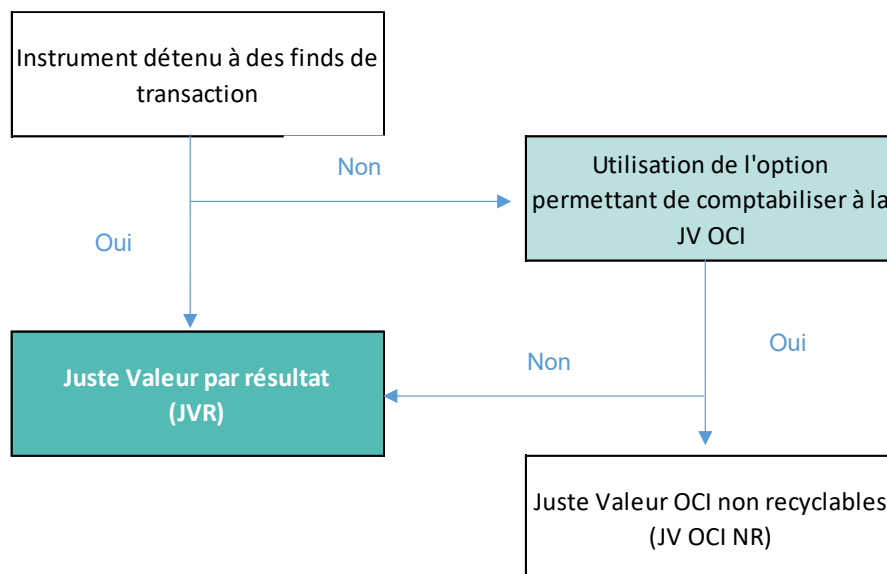 Instrument détenu à des finds de
transaction
Non
Utilisation de l'option
permettant de comptabiliser à la
JV OCI
Oui
Juste Valeur par résultat
(JVR)
Non
Oui
Juste Valeur OCI non recyclables
(JV OCI NR)